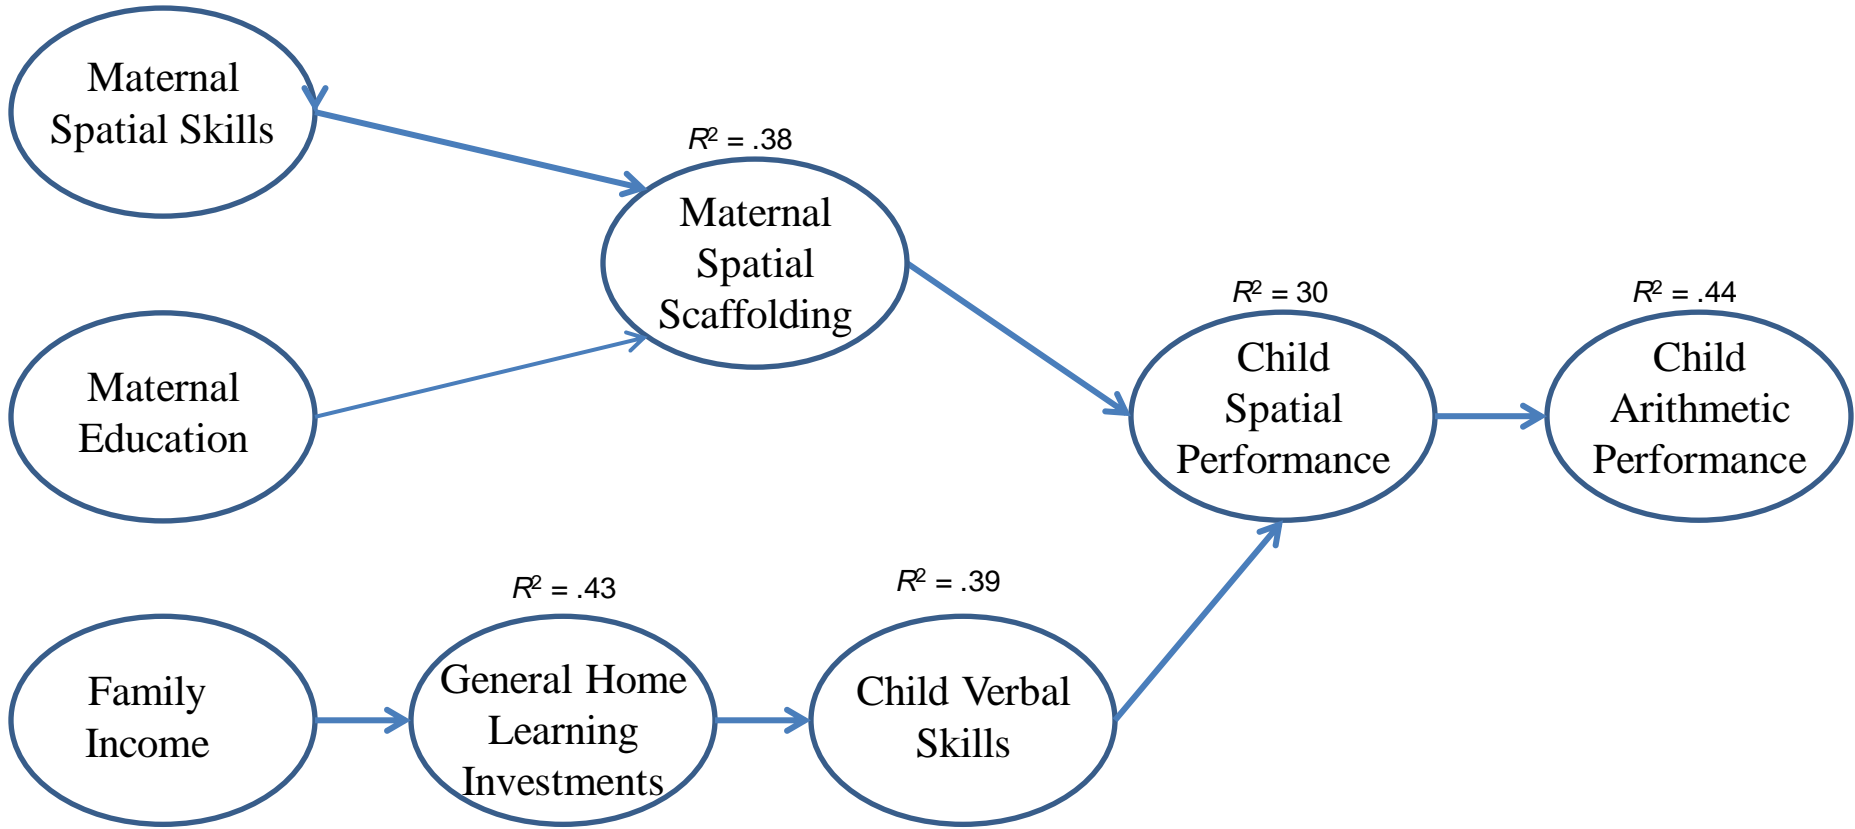 Maternal
Spatial Skills
R² = .38
Maternal
Spatial
Scaffolding
Maternal
Education
R² = 30
Child
Spatial
Performance
R² = .44
Child
Arithmetic
Performance
Family
Income
R² = .43
General Home
Learning
Investments
R² = .39
Child Verbal
Skills